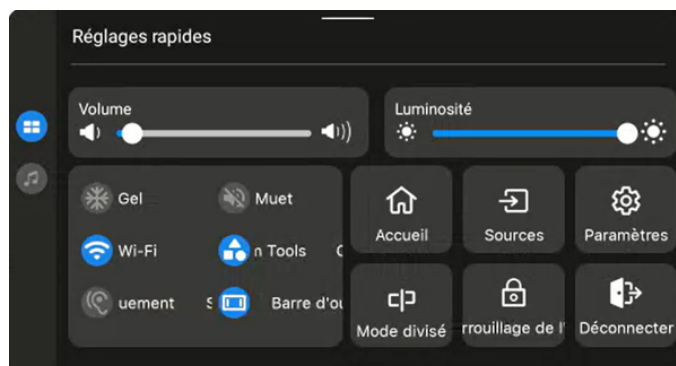 Réglages rapides
Volume
Luminosité
Gel
Muet
Accueil
Sources
Paramètres
Wi-Fi
n Tools
uement
Barre d'ou
Mode divisé
rrouillage de l'
Déconnecter